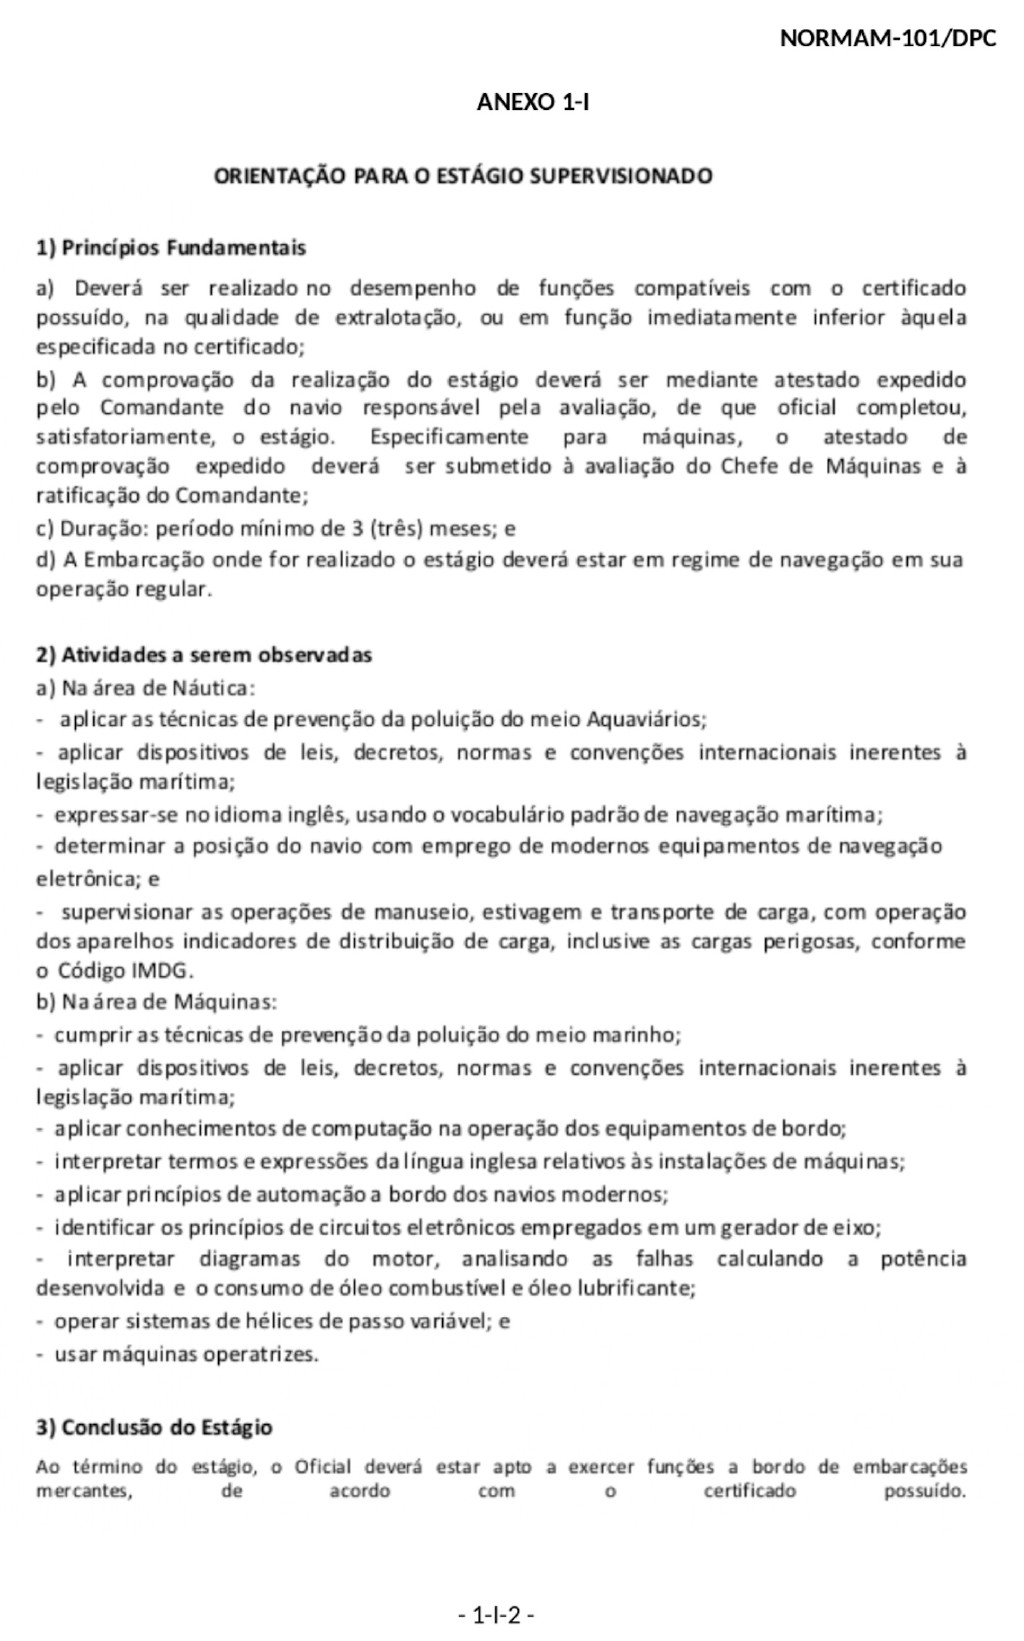 NORMAM-101/DPC
ANEXO 1-I
ORIENTAÇÃO PARA O ESTÁGIO SUPERVISIONADO
1) Princípios Fundamentais
a) Deverá ser realizado no desempenho de funções compatíveis com o certificado
possuído, na qualidade de extralotação, ou em função imediatamente inferior àquela
especificada no certificado;
b) A comprovação da realização do estágio deverá ser mediante atestado expedido
pelo Comandante do navio responsável pela avaliação, de que oficial completou,
satisfatoriamente, o estágio. Especificamente para máquinas, o atestado de
comprovação expedido deverá ser submetido à avaliação do Chefe de Máquinas e à
ratificação do Comandante;
c) Duração: período mínimo de 3 (três) meses; e
d) A Embarcação onde for realizado o estágio deverá estar em regime de navegação em sua
operação regular.
2) Atividades a serem observadas
a) Na área de Náutica:
- aplicar as técnicas de prevenção da poluição do meio Aquaviários;
- aplicar dispositivos de leis, decretos, normas e convenções internacionais inerentes à
legislação marítima;
- expressar-se no idioma inglês, usando o vocabulário padrão de navegação marítima;
- determinar a posição do navio com emprego de modernos equipamentos de navegação
eletrônica; e
- supervisionar as operações de manuseio, estivagem e transporte de carga, com operação
dos aparelhos indicadores de distribuição de carga, inclusive as cargas perigosas, conforme
o Código IMDG.
b) Na área de Máquinas:
- cumprir as técnicas de prevenção da poluição do meio marinho;
- aplicar dispositivos de leis, decretos, normas e convenções internacionais inerentes à
legislação marítima;
- aplicar conhecimentos de computação na operação dos equipamentos de bordo;
- interpretar termos e expressões da língua inglesa relativos às instalações de máquinas;
- aplicar princípios de automação a bordo dos navios modernos;
- identificar os princípios de circuitos eletrônicos empregados em um gerador de eixo;
- interpretar diagramas do motor, analisando as falhas calculando a potência
desenvolvida e o consumo de óleo combustível e óleo lubrificante;
- operar sistemas de hélices de passo variável; e
- usar máquinas operatrizes.
3) Conclusão do Estágio
Ao término do estágio, o Oficial deverá estar apto a exercer funções a bordo de embarcações
mercantes, de acordo com o certificado possuído.
- 1-I-2 -